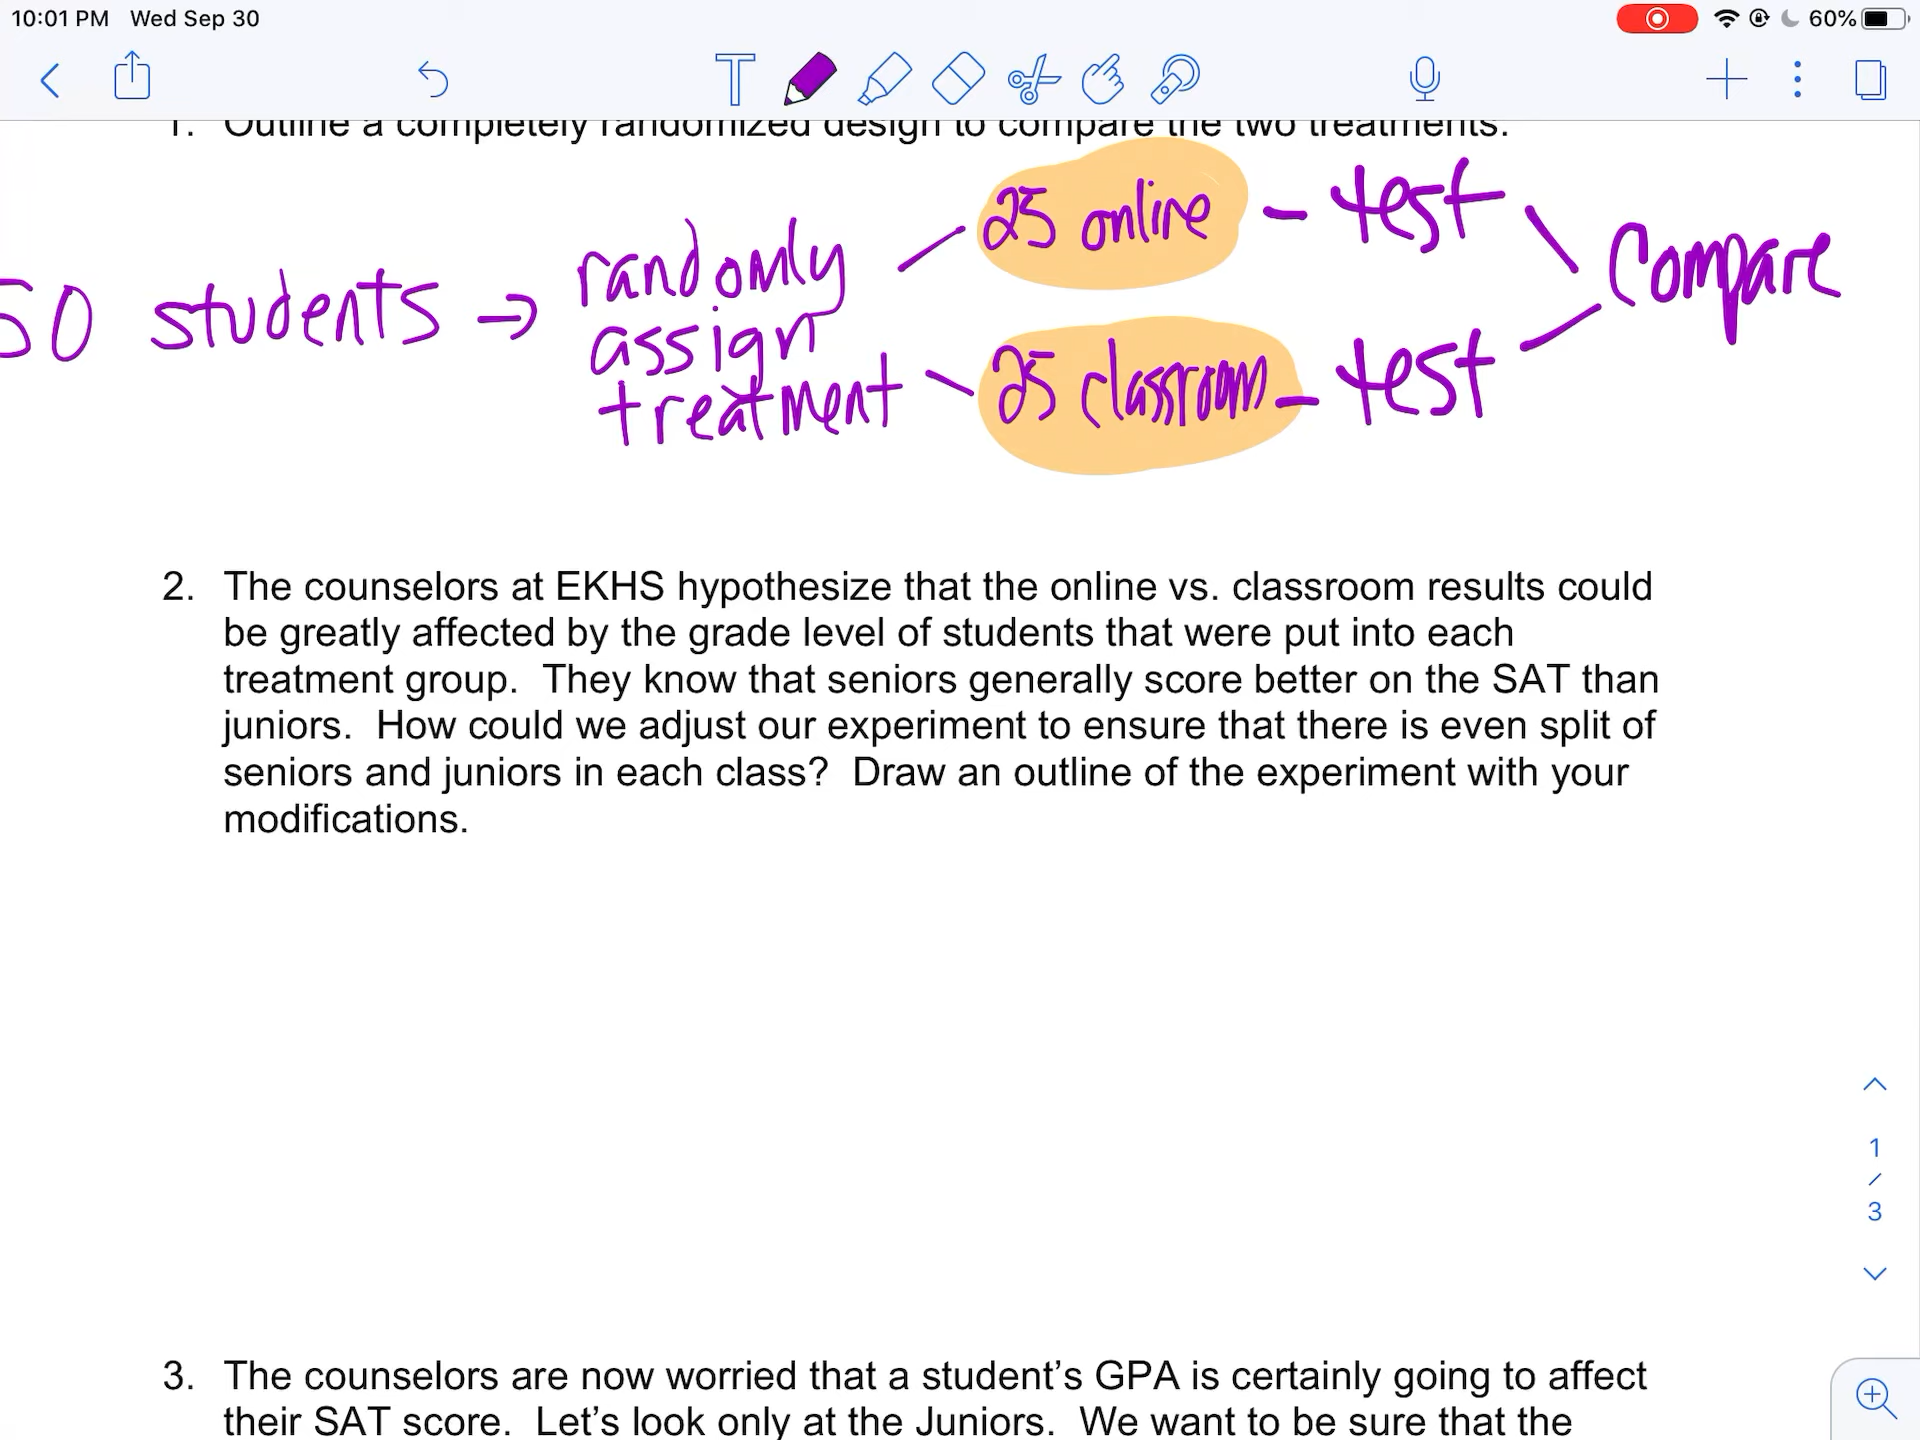 10:01 PM Wed Sep 30
60%
1. Outline a completely randomized design to compare the two treatments.
50 students → randomly assign treatment
25 online - test
25 classroom - test
Compare
2. The counselors at EKHS hypothesize that the online vs. classroom results could
be greatly affected by the grade level of students that were put into each
treatment group. They know that seniors generally score better on the SAT than
juniors. How could we adjust our experiment to ensure that there is even split of
seniors and juniors in each class? Draw an outline of the experiment with your
modifications.
1
/
3
3. The counselors are now worried that a student's GPA is certainly going to affect
their SAT score. Let's look only at the Juniors. We want to be sure that the